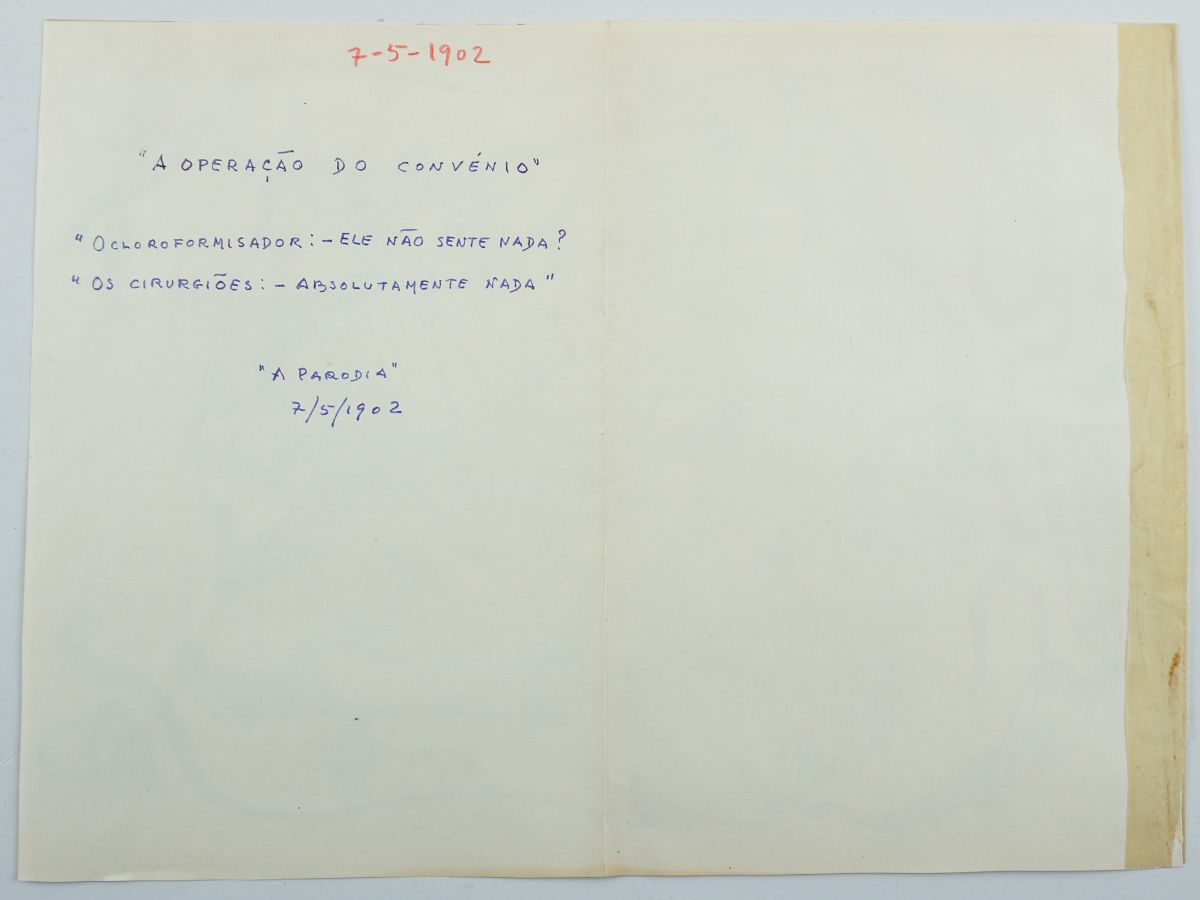 7-5-1902
"A OPERAÇÃO DO CONVÉNIO"
"O CLOROFORMISADOR: - ELE NÃO SENTE NADA?
"OS CIRURGIÕES: - ABSOLUTAMENTE NADA"
"A PARODIA"
7/5/1902